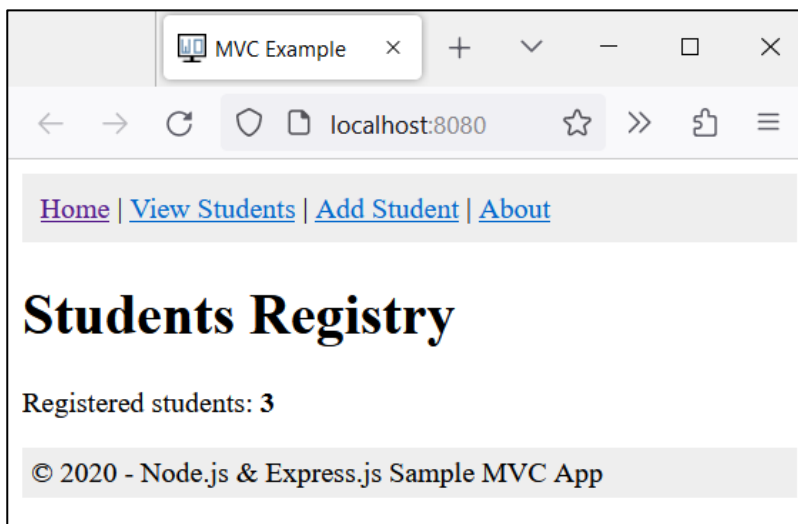 MVC Example
localhost:8080
Home | View Students | Add Student | About
Students Registry
Registered students: 3
© 2020 - Node.js & Express.js Sample MVC App